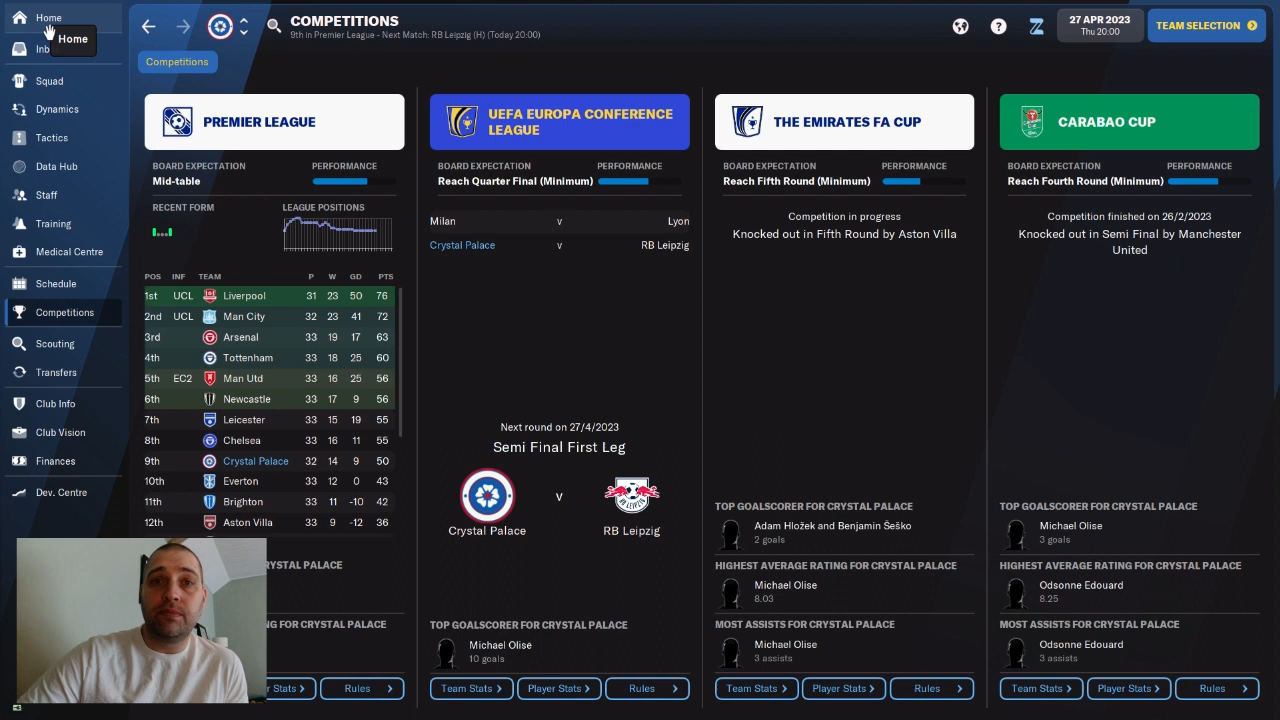 Home
Home
Inb
Squad
Dynamics
Tactics
Data Hub
Staff
Training
Medical Centre
Schedule
Competitions
Scouting
Transfers
Club Info
Club Vision
Finances
Dev. Centre
COMPETITIONS
9th in Premier League - Next Match: RB Leipzig (H) (Today 20:00)
27 APR 2023
Thu 20:00
TEAM SELECTION
Competitions
PREMIER LEAGUE
BOARD EXPECTATION PERFORMANCE
Mid-table
RECENT FORM LEAGUE POSITIONS
POS INF TEAM P W GD PTS
1st UCL Liverpool 31 23 50 76
2nd UCL Man City 32 23 41 72
3rd Arsenal 33 19 17 63
4th Tottenham 33 18 25 60
5th EC2 Man Utd 33 16 25 56
6th Newcastle 33 17 9 56
7th Leicester 33 15 19 55
8th Chelsea 33 16 11 55
9th Crystal Palace 32 14 9 50
10th Everton 33 12 0 43
11th Brighton 33 11 -10 42
12th Aston Villa 33 9 -12 36
RYSTAL PALACE
NG FOR CRYSTAL PALACE
r Stats
Rules
UEFA EUROPA CONFERENCE
LEAGUE
BOARD EXPECTATION PERFORMANCE
Reach Quarter Final (Minimum)
Milan v Lyon
Crystal Palace v RB Leipzig
Next round on 27/4/2023
Semi Final First Leg
v
Crystal Palace RB Leipzig
TOP GOALSCORER FOR CRYSTAL PALACE
Michael Olise
10 goals
Team Stats
Player Stats
Rules
THE EMIRATES FA CUP
BOARD EXPECTATION PERFORMANCE
Reach Fifth Round (Minimum)
Competition in progress
Knocked out in Fifth Round by Aston Villa
TOP GOALSCORER FOR CRYSTAL PALACE
Adam Hložek and Benjamin Šeško
2 goals
HIGHEST AVERAGE RATING FOR CRYSTAL PALACE
Michael Olise
8.03
MOST ASSISTS FOR CRYSTAL PALACE
Michael Olise
3 assists
Team Stats
Player Stats
Rules
CARABAO CUP
BOARD EXPECTATION PERFORMANCE
Reach Fourth Round (Minimum)
Competition finished on 26/2/2023
Knocked out in Semi Final by Manchester
United
TOP GOALSCORER FOR CRYSTAL PALACE
Michael Olise
3 goals
HIGHEST AVERAGE RATING FOR CRYSTAL PALACE
Odsonne Edouard
8.25
MOST ASSISTS FOR CRYSTAL PALACE
Odsonne Edouard
3 assists
Team Stats
Player Stats
Rules